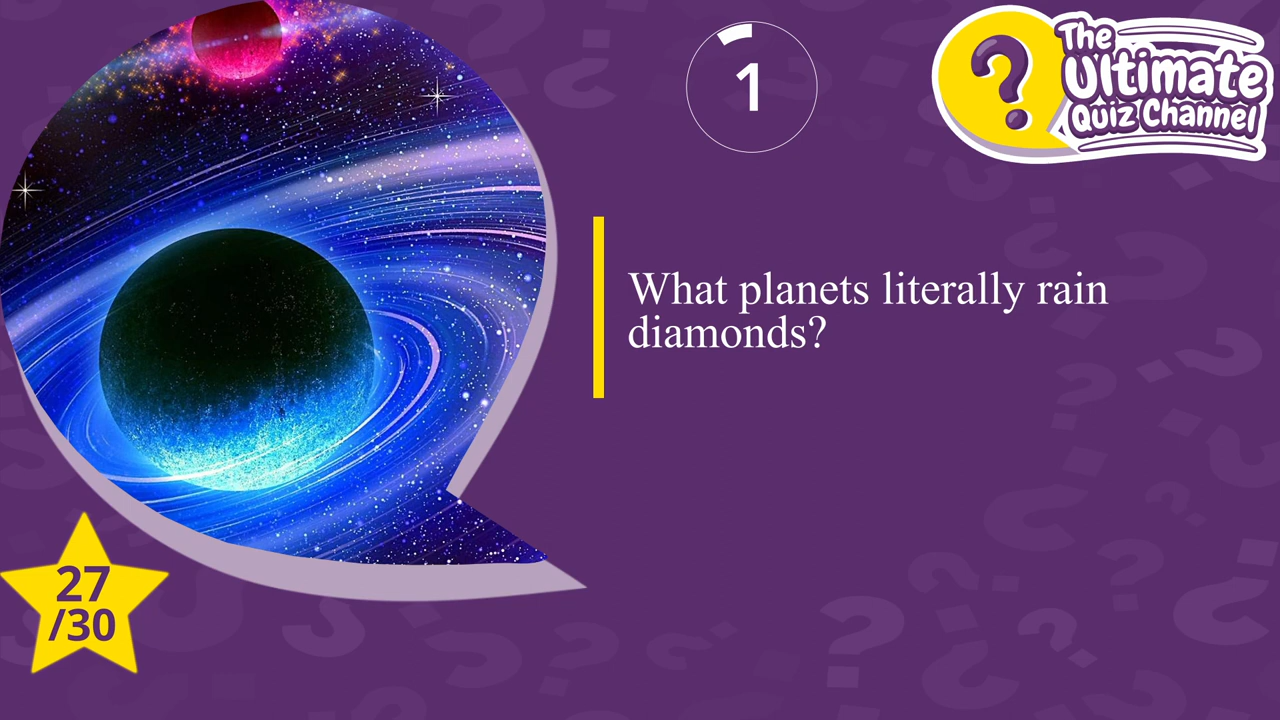 1
The
Ultimate
Quiz Channel
What planets literally rain
diamonds?
27
/30